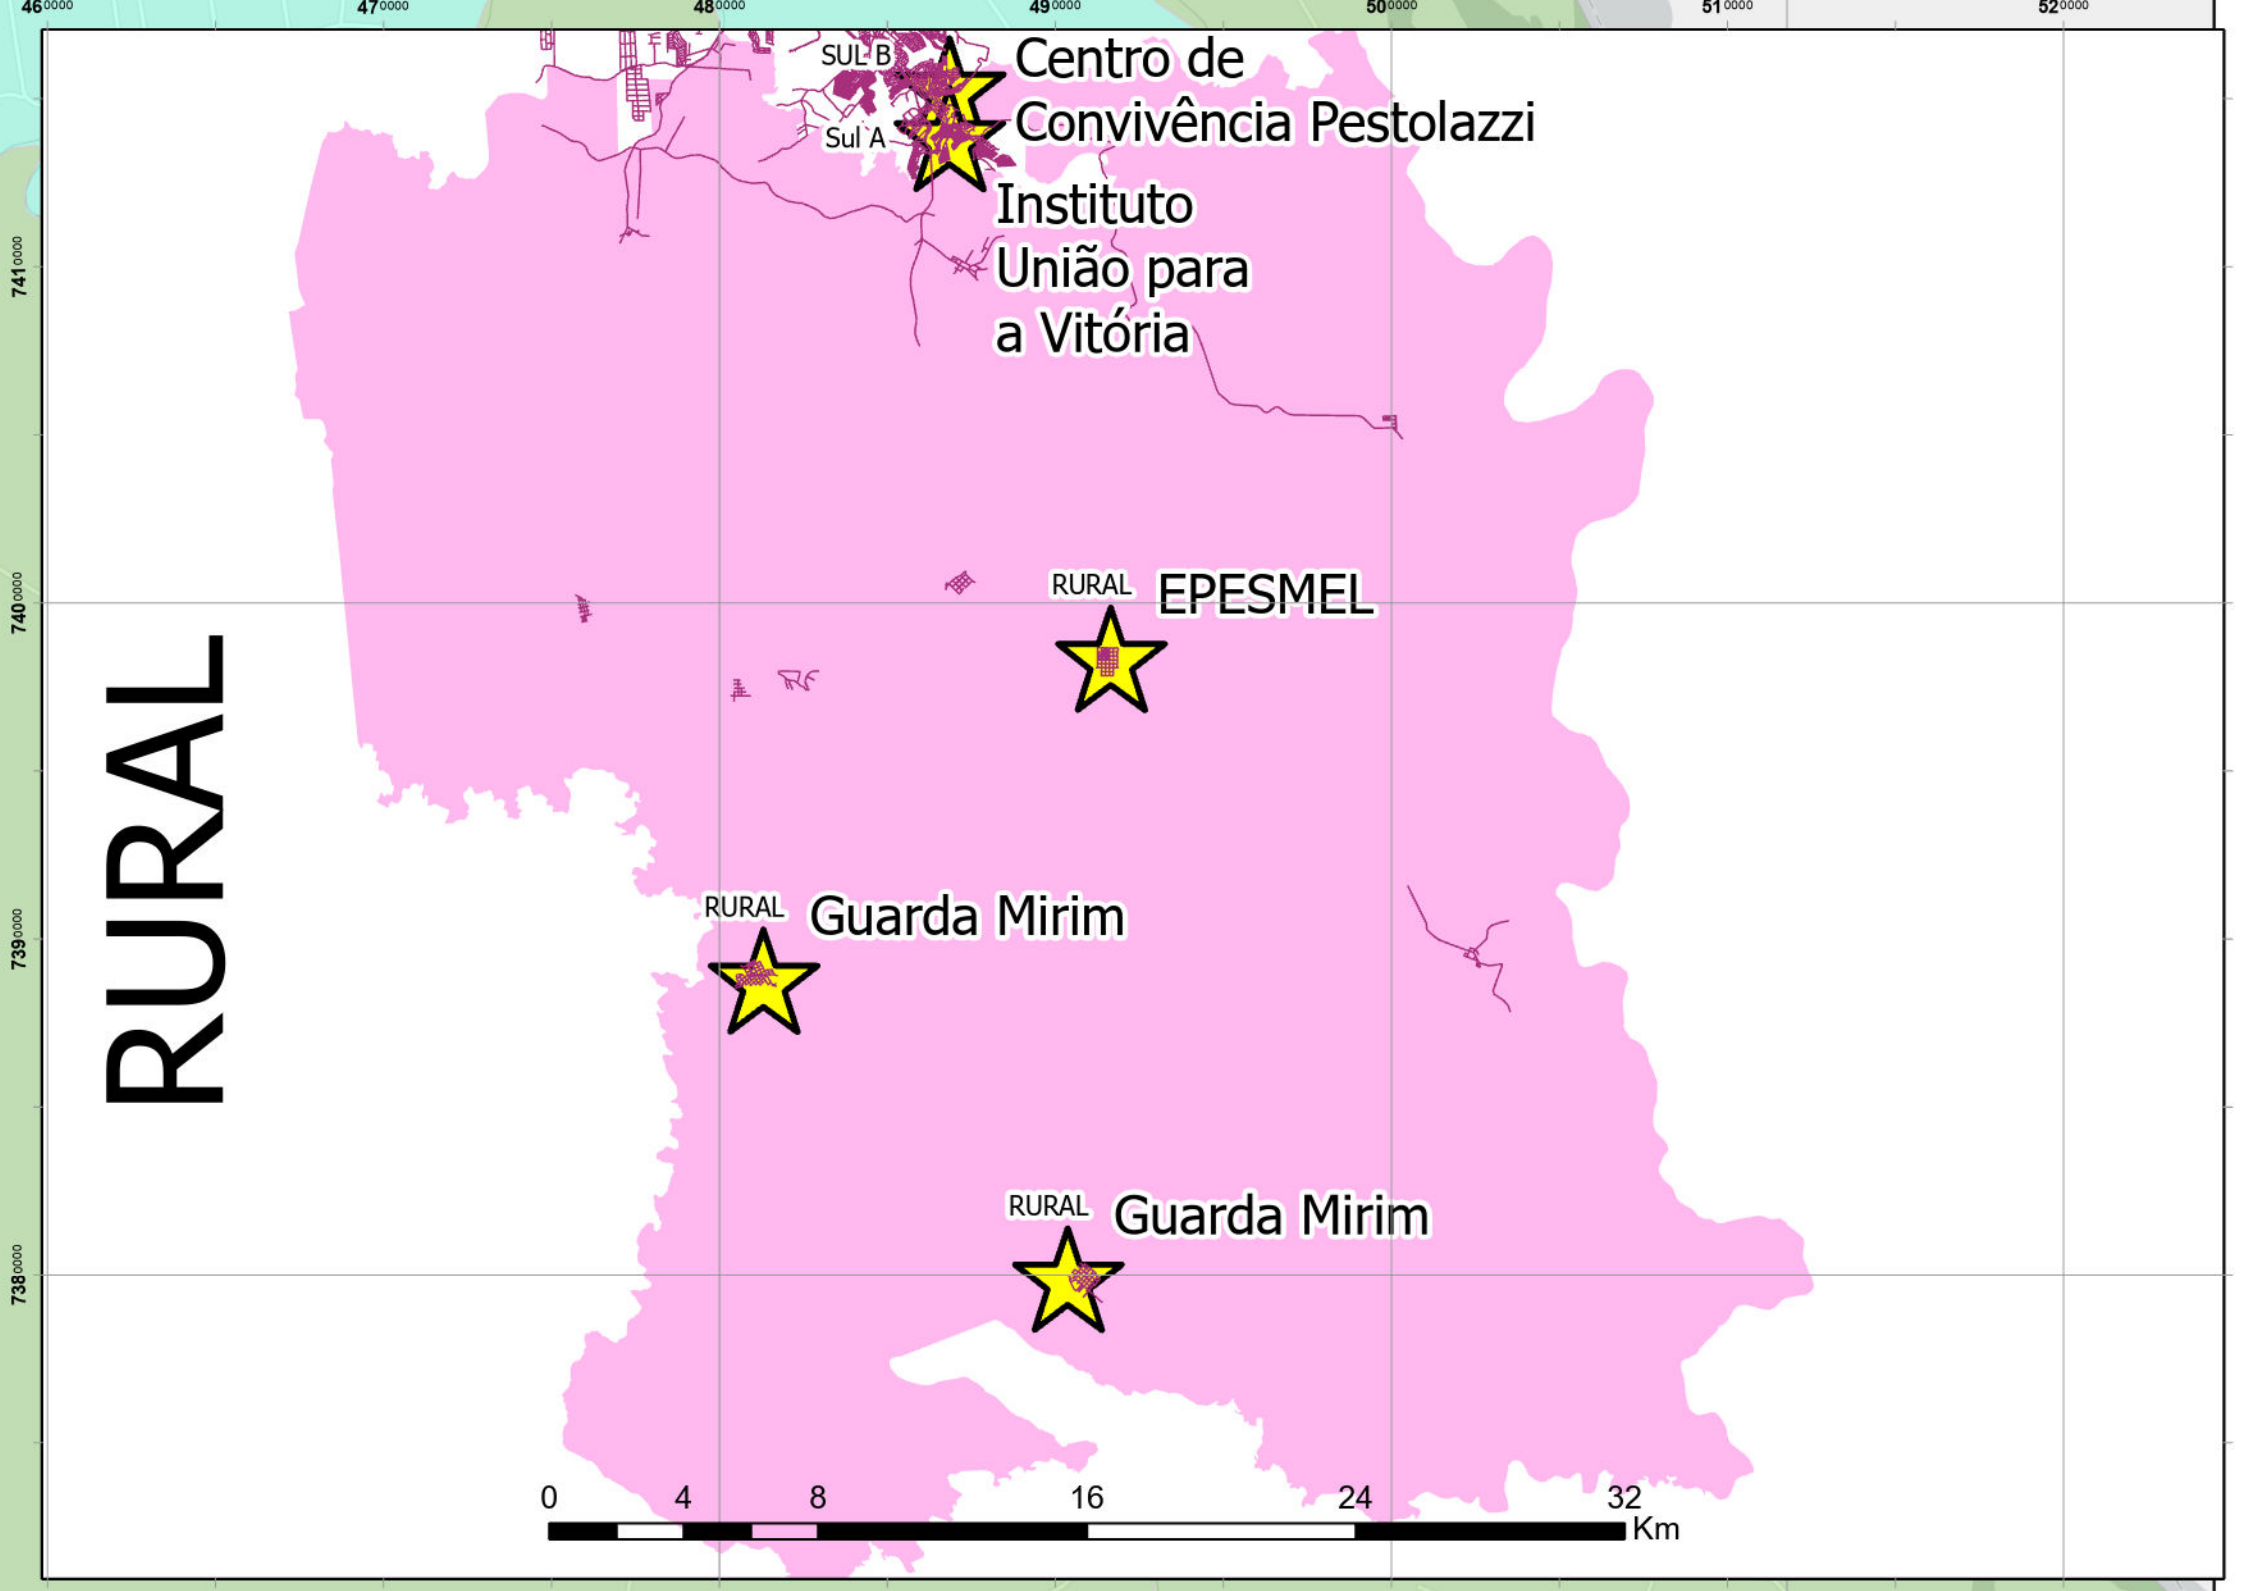 460000 470000 480000 490000 500000 510000 520000
SUL B
Centro de
Convivência Pestolazzi
Sul A
Instituto
União para
a Vitória
7410000
7400000
7390000
7380000
RURAL
RURAL EPESMEL
RURAL Guarda Mirim
RURAL Guarda Mirim
0 4 8 16 24 32
Km